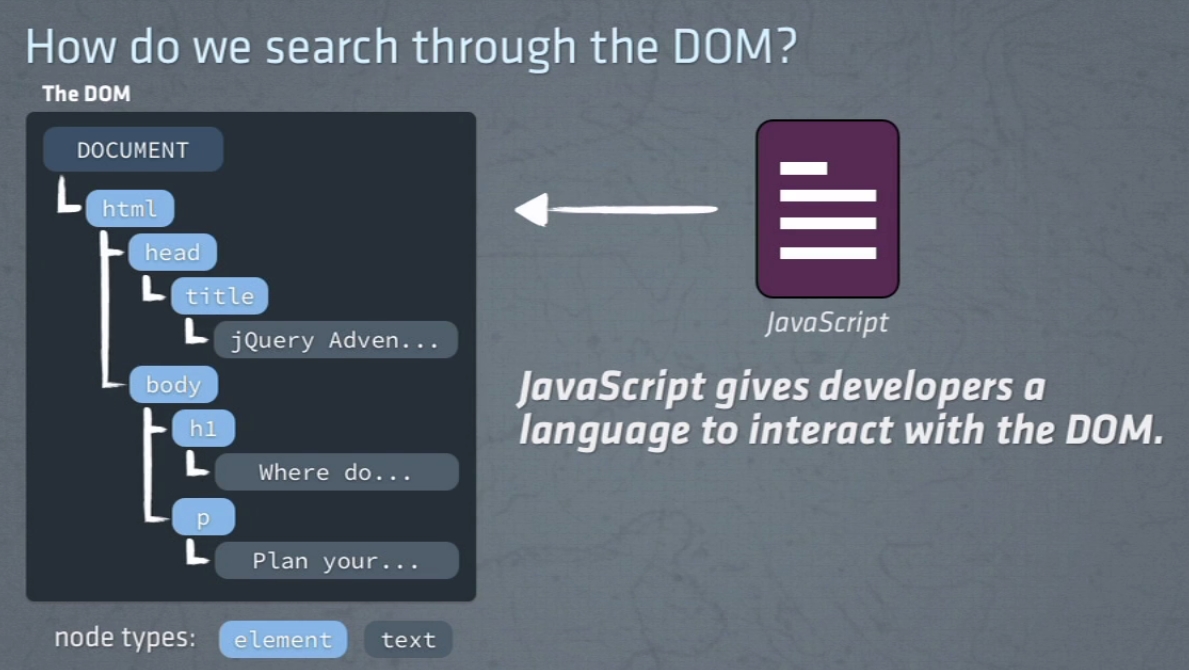 How do we search through the DOM?
The DOM
DOCUMENT
html
head
title
jQuery Adven...
body
h1
Where do...
p
Plan your...
node types: element text
JavaScript
JavaScript gives developers a
language to interact with the DOM.